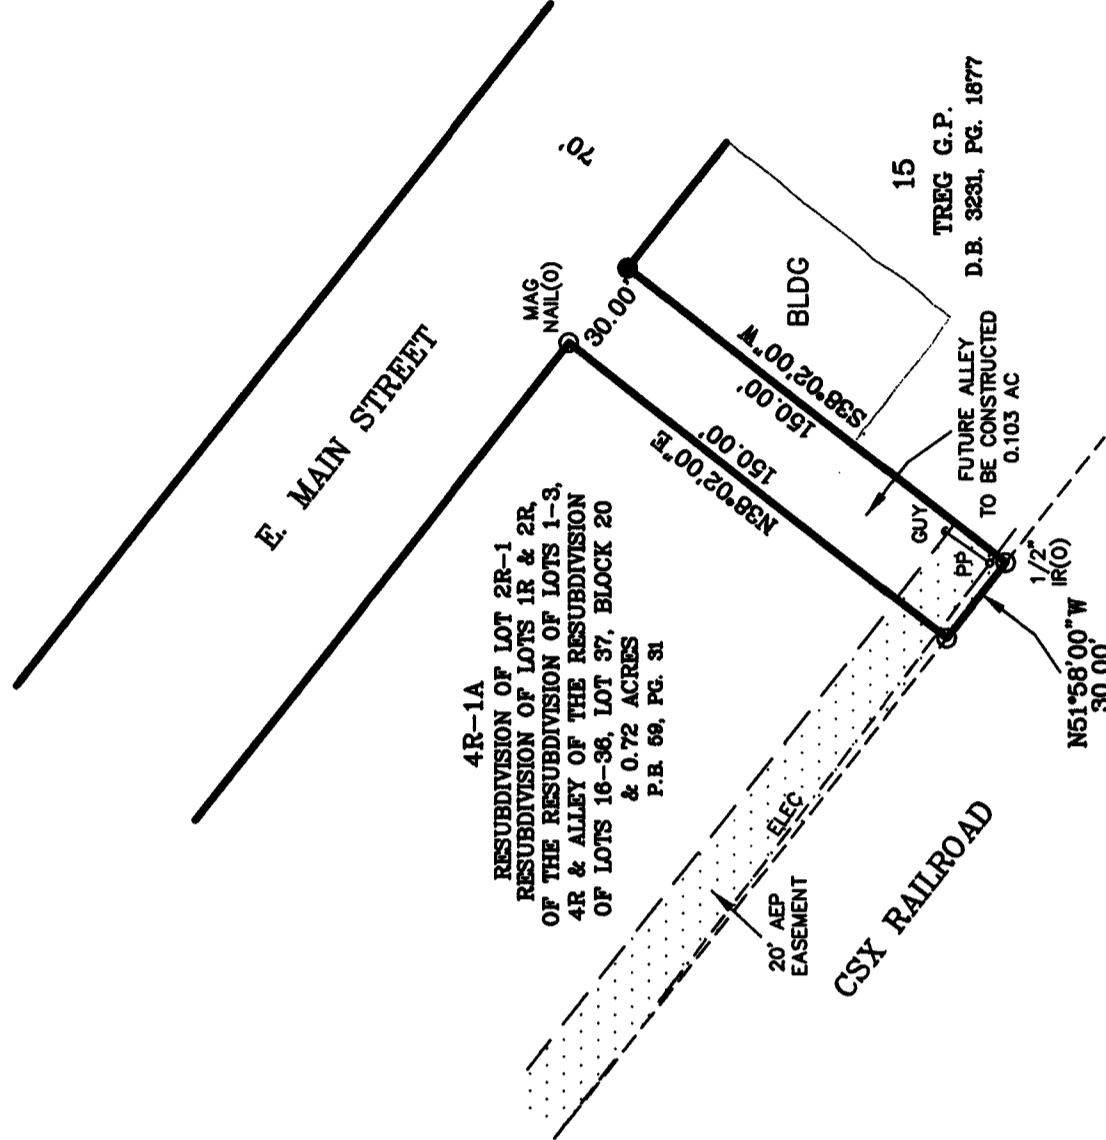 70'
E. MAIN STREET
MAG
NAIL(O)
30.00'
15
TREG G.P.
D.B. 3231, PG. 1877
BLDG
S38°02'00"W
150.00'
N38°02'00"E
150.00'
FUTURE ALLEY
TO BE CONSTRUCTED
0.103 AC
4R-1A
RESUBDIVISION OF LOT 2R-1
RESUBDIVISION OF LOTS 1R & 2R,
OF THE RESUBDIVISION OF LOTS 1-3,
4R & ALLEY OF THE RESUBDIVISION
OF LOTS 16-36, LOT 37, BLOCK 20
& 0.72 ACRES
P.B. 59, PG. 31
GUY
PP
1/2"
IR(O)
N51°58'00"W
30.00'
ELEC
20' AEP
EASEMENT
CSX RAILROAD